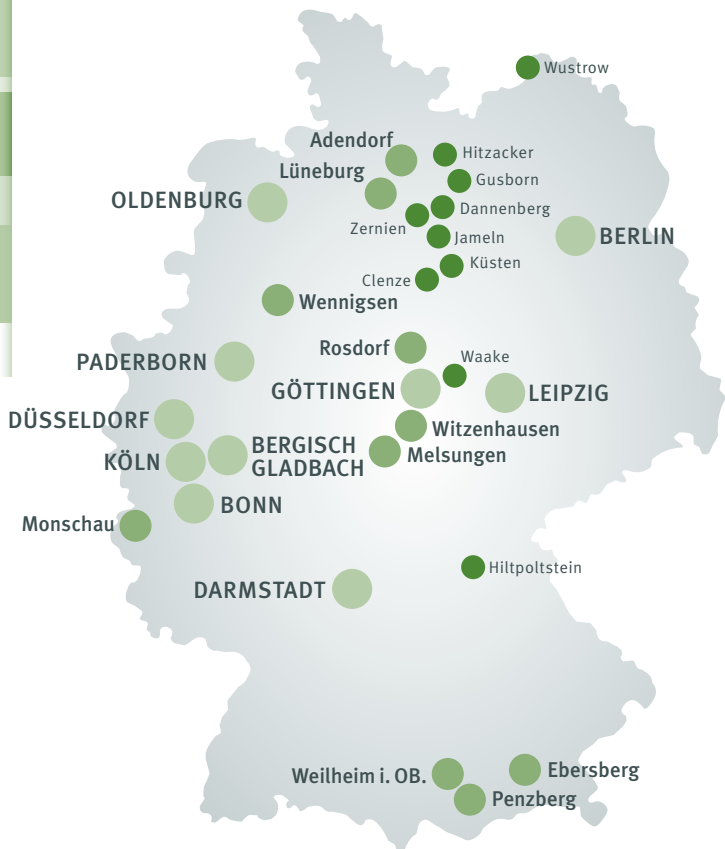 Wustrow
Adendorf
Hitzacker
Lüneburg
Gusborn
OLDENBURG
Dannenberg
Zernien
Jameln
BERLIN
Küsten
Clenze
Wennigsen
Rosdorf
Waake
PADERBORN
GÖTTINGEN
LEIPZIG
DÜSSELDORF
Witzenhausen
BERGISCH
GLADBACH
KÖLN
Melsungen
BONN
Monschau
Hiltpoltstein
DARMSTADT
Weilheim i. OB.
Ebersberg
Penzberg